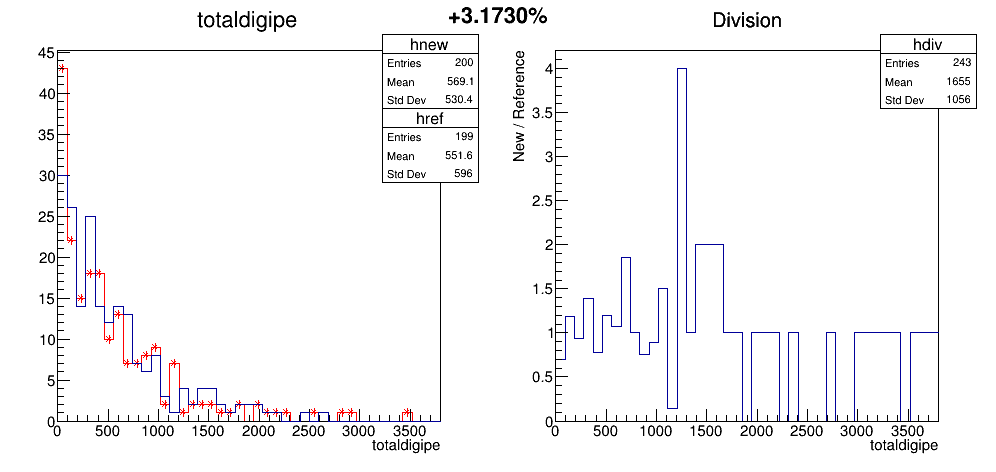 totaldigipe
+3.1730%
Division
hnew
Entries 200
Mean 569.1
Std Dev 530.4
href
Entries 199
Mean 551.6
Std Dev 596
45
40
35
30
25
20
15
10
5
0
0 500 1000 1500 2000 2500 3000 3500
totaldigipe
hdiv
Entries 243
Mean 1655
Std Dev 1056
New / Reference
4
3.5
3
2.5
2
1.5
1
0.5
0
0 500 1000 1500 2000 2500 3000 3500
totaldigipe